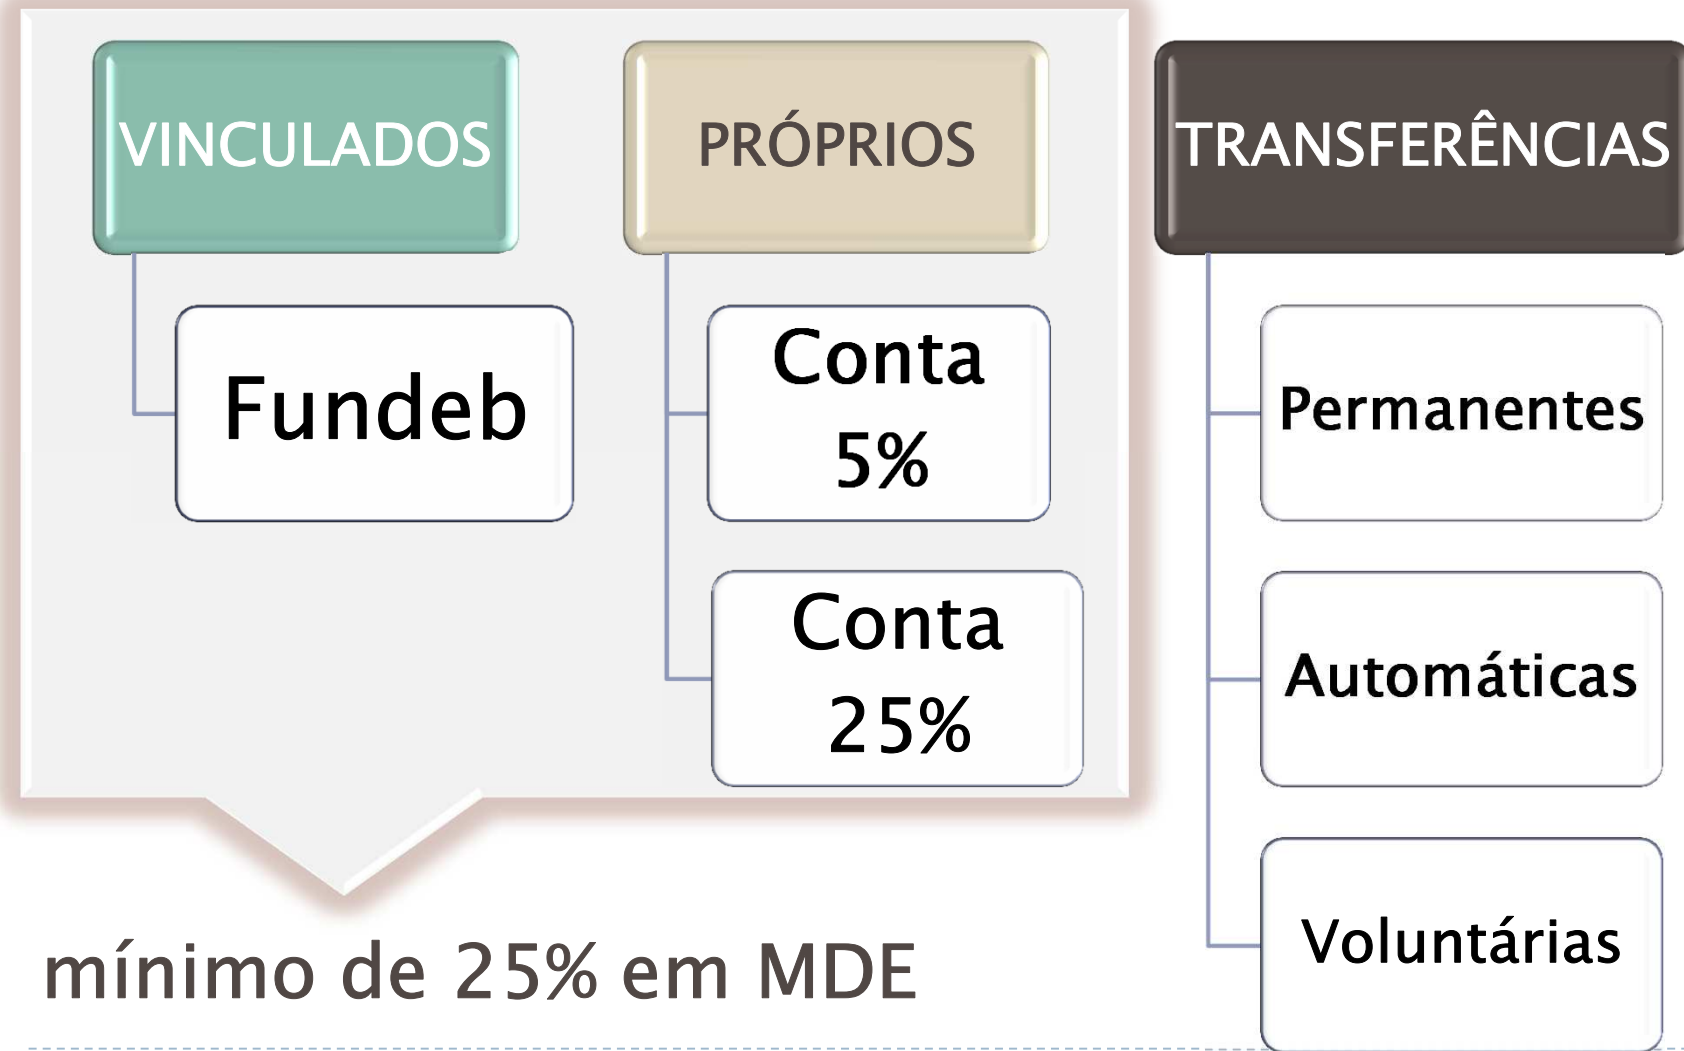 VINCULADOS
Fundeb
PRÓPRIOS
Conta
5%
Conta
25%
TRANSFERÊNCIAS
Permanentes
Automáticas
Voluntárias
mínimo de 25% em MDE